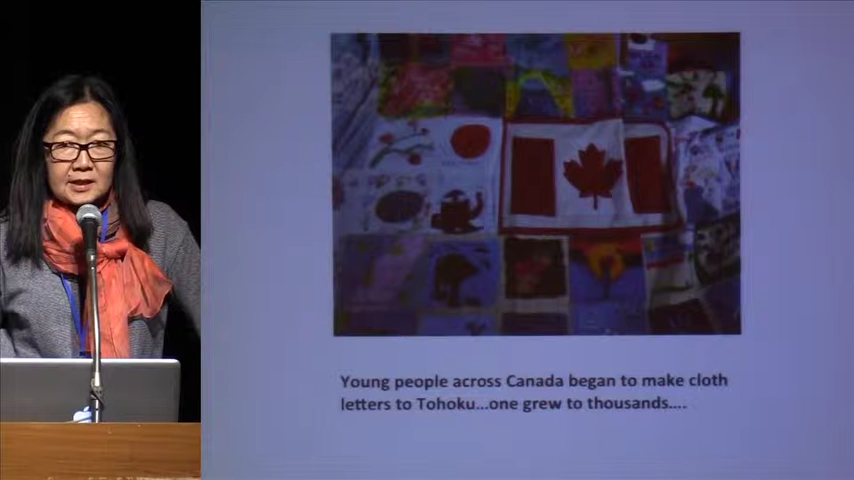 Young people across Canada began to make cloth
letters to Tohoku...one grew to thousands....